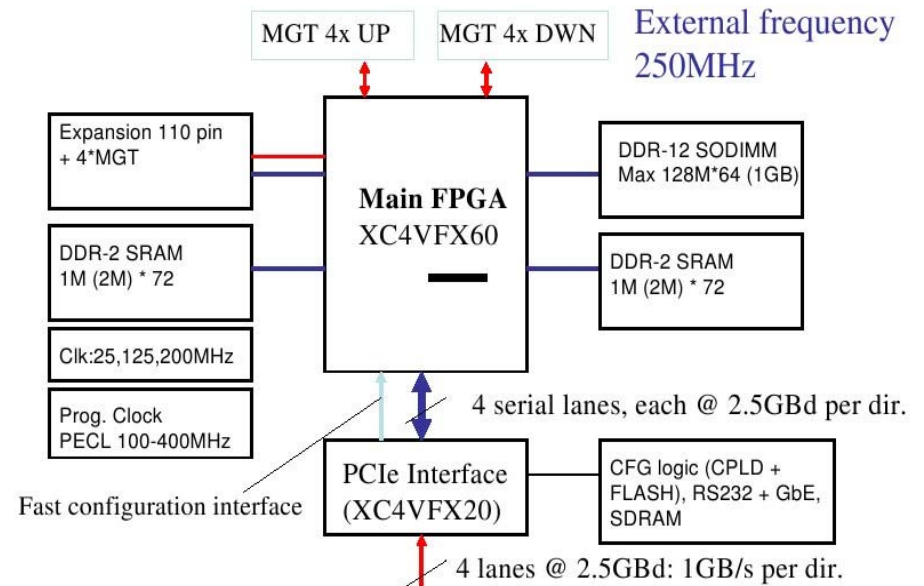 MGT 4x UP
MGT 4x DWN
External frequency
250MHz
Expansion 110 pin
+ 4*MGT
Main FPGA
XC4VFX60
DDR-12 SODIMM
Max 128M*64 (1GB)
DDR-2 SRAM
1M (2M) * 72
DDR-2 SRAM
1M (2M) * 72
Clk:25,125,200MHz
Prog. Clock
PECL 100-400MHz
4 serial lanes, each @ 2.5GBd per dir.
Fast configuration interface
PCIe Interface
(XC4VFX20)
CFG logic (CPLD +
FLASH), RS232 + GbE,
SDRAM
4 lanes @ 2.5GBd: 1GB/s per dir.